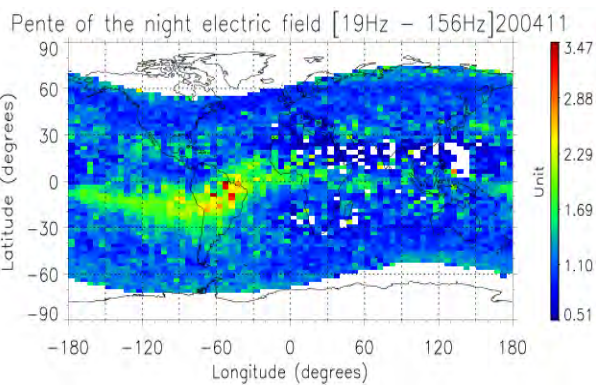 Pente of the night electric field [19Hz - 156Hz]200411
90
60
30
0
-30
-60
-90
Latitude (degrees)
-180 -120 -60 0 60 120 180
Longitude (degrees)
3.47
2.88
2.29
1.69
1.10
0.51
Unit